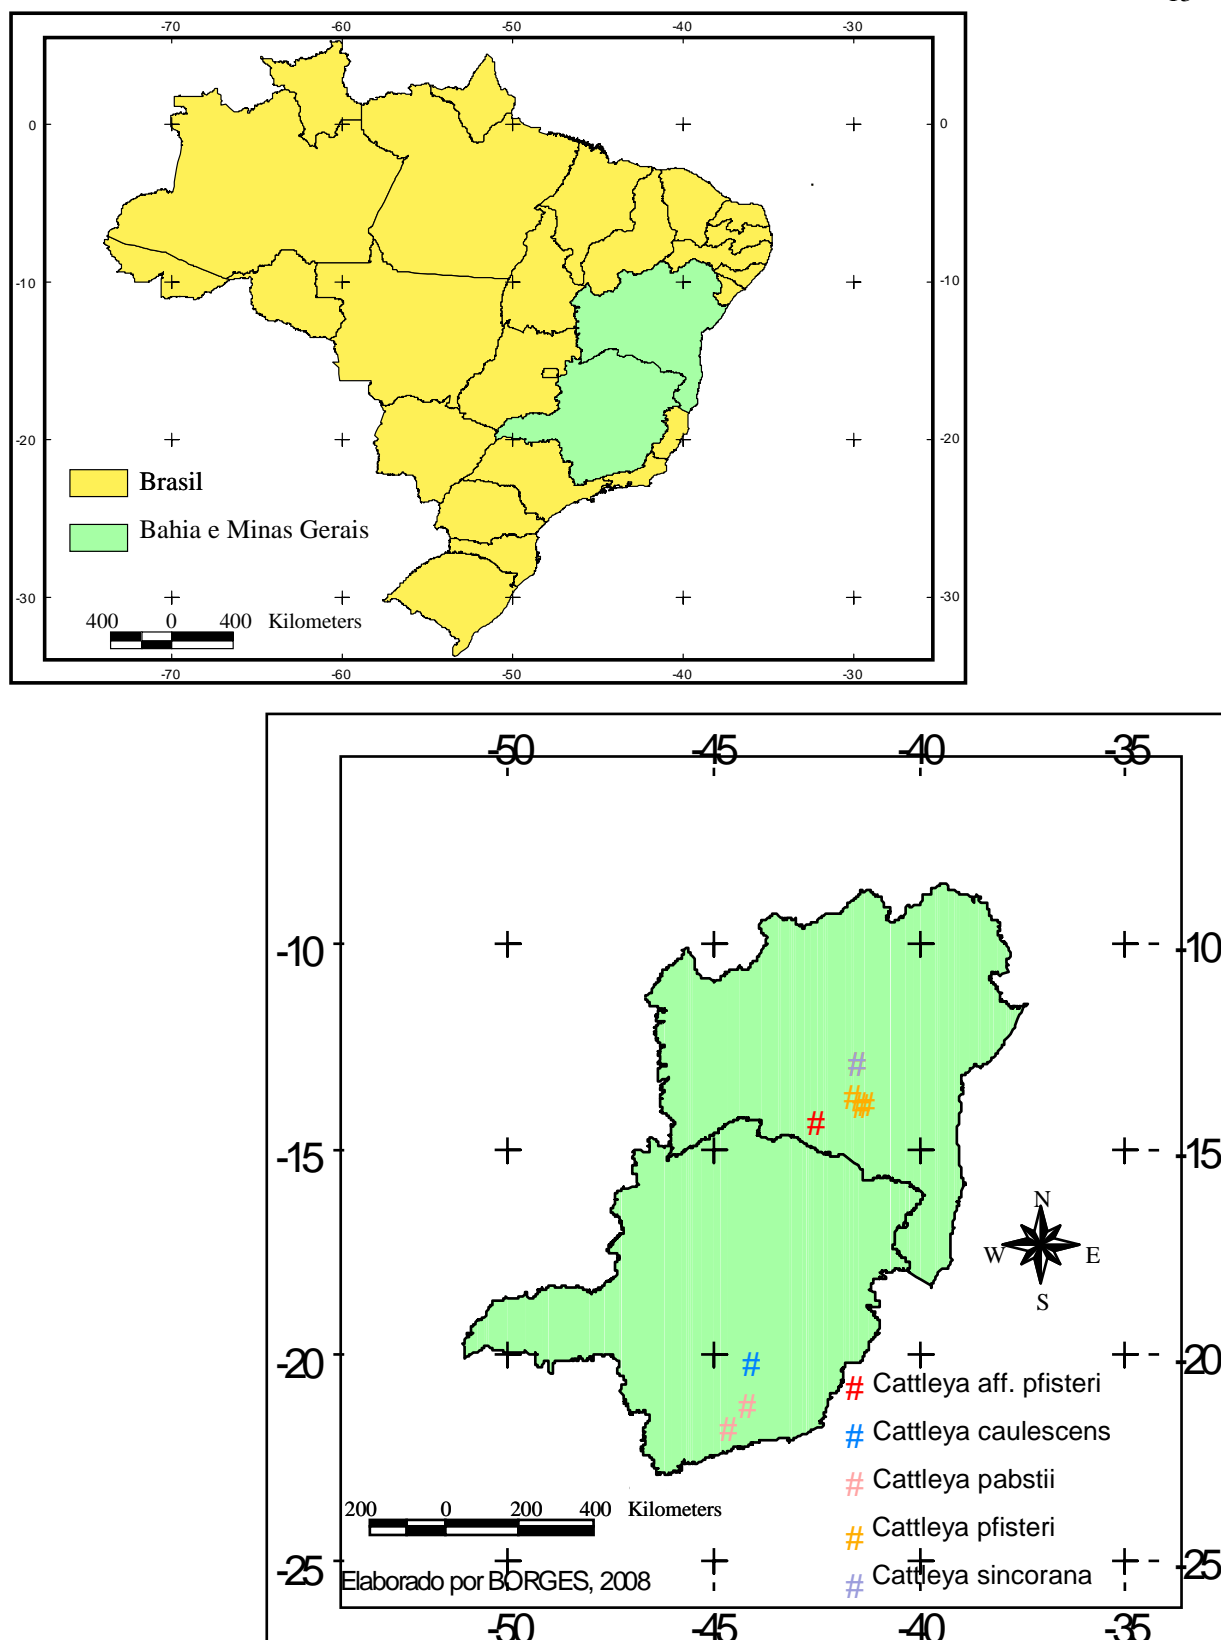 -70 -60 -50 -40 -30
0 0
-10 -10
-20 -20
Brasil
Bahia e Minas Gerais
-30 -30
400 0 400 Kilometers
-70 -60 -50 -40 -30
-50 -45 -40 -35
-10 -10
-15 -15
N
W E
S
-20 -20
# Cattleya aff. pfisteri
# Cattleya caulescens
# Cattleya pabstii
200 0 200 400 Kilometers
# Cattleya pfisteri
-25 -25
Elaborado por BORGES, 2008
# Cattleya sincorana
-50 -45 -40 -35